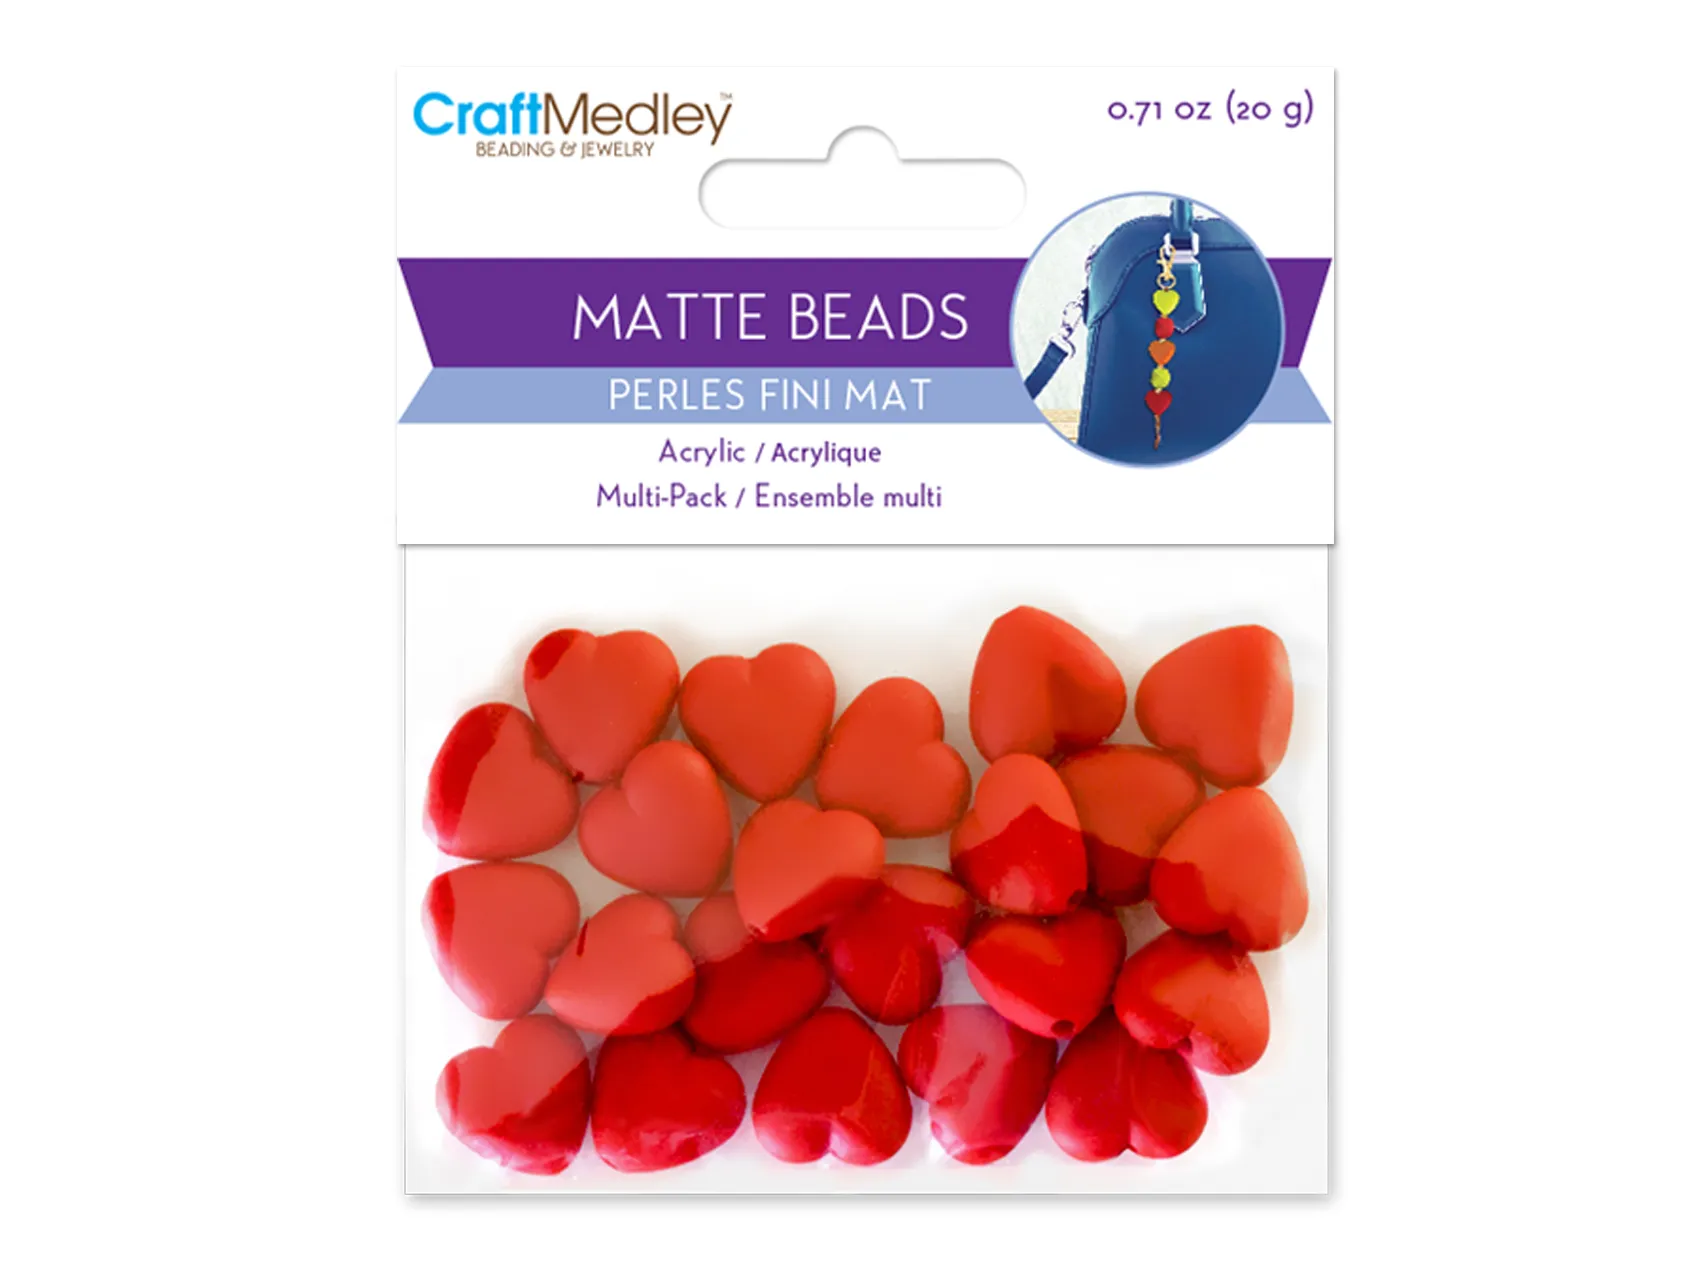 CraftMedley™
BEADING & JEWELRY
0.71 oz (20 g)
MATTE BEADS
PERLES FINI MAT
Acrylic / Acrylique
Multi-Pack / Ensemble multi